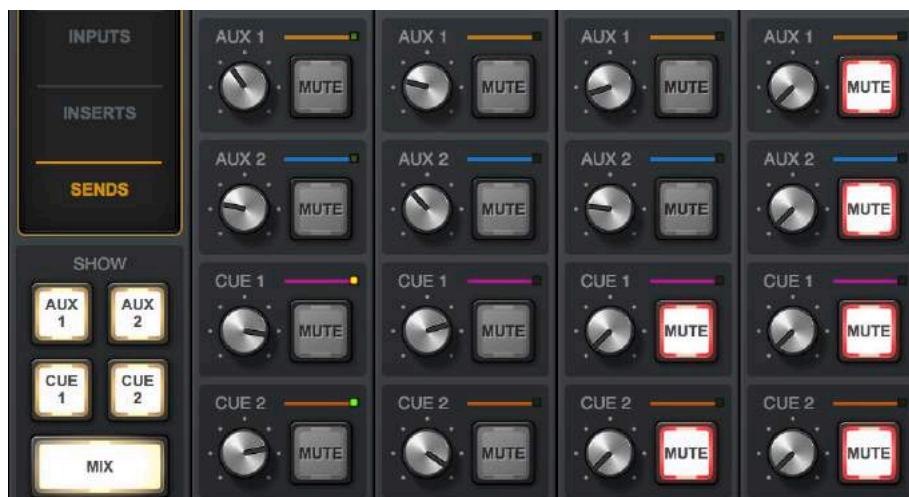 INPUTS
INSERTS
SENDS
SHOW
AUX 1
AUX 2
CUE 1
CUE 2
MIX
AUX 1
MUTE
AUX 1
MUTE
AUX 1
MUTE
AUX 1
MUTE
AUX 2
MUTE
AUX 2
MUTE
AUX 2
MUTE
AUX 2
MUTE
CUE 1
MUTE
CUE 1
MUTE
CUE 1
MUTE
CUE 1
MUTE
CUE 2
MUTE
CUE 2
MUTE
CUE 2
MUTE
CUE 2
MUTE